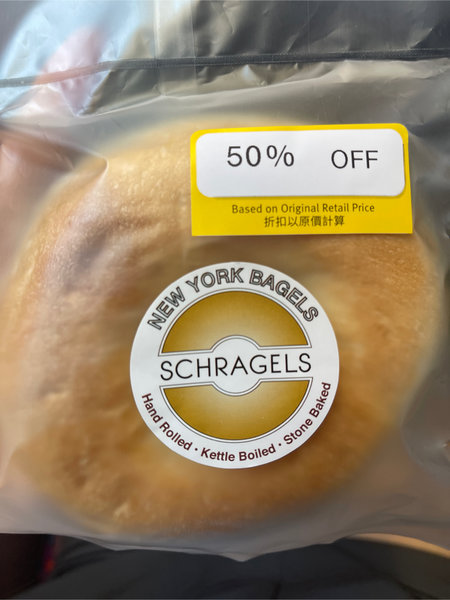 50% OFF
Based on Original Retail Price
折扣以原價計算
NEW YORK BAGELS
SCHRAGELS
Hand Rolled · Kettle Boiled · Stone Baked